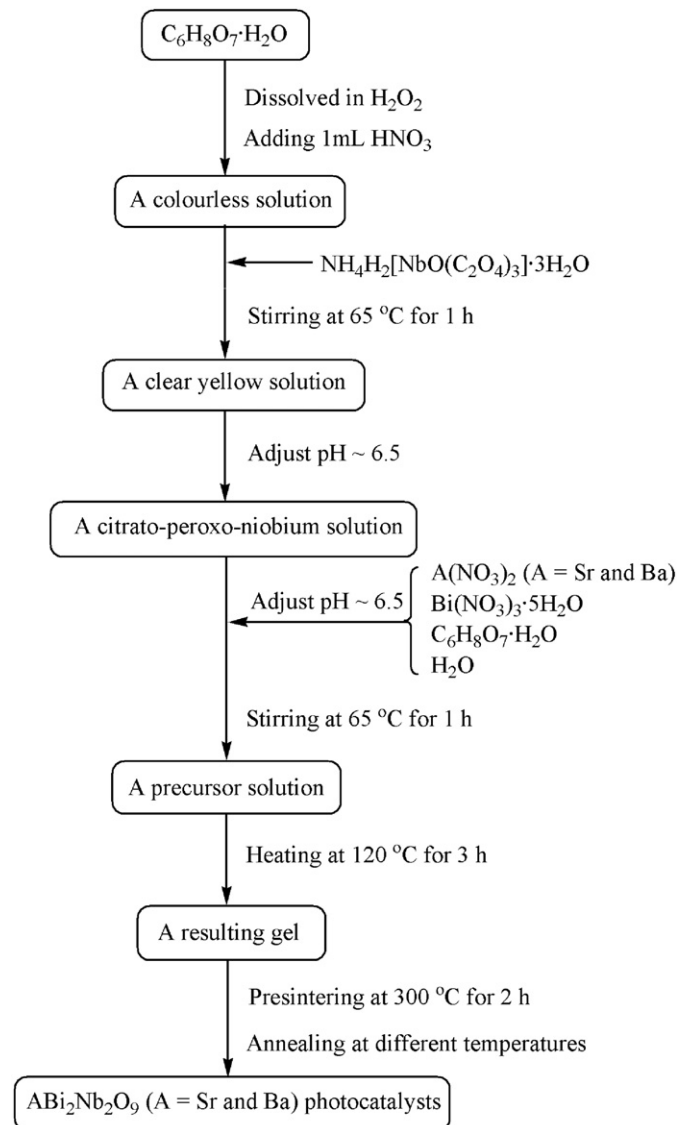 C₆H₈O₇·H₂O
Dissolved in H₂O₂
Adding 1mL HNO₃
A colourless solution
NH₄H₂[NbO(C₂O₄)₃]·3H₂O
Stirring at 65 °C for 1 h
A clear yellow solution
Adjust pH ~ 6.5
A citrato-peroxo-niobium solution
Adjust pH ~ 6.5
A(NO₃)₂ (A = Sr and Ba)
Bi(NO₃)₃·5H₂O
C₆H₈O₇·H₂O
H₂O
Stirring at 65 °C for 1 h
A precursor solution
Heating at 120 °C for 3 h
A resulting gel
Presintering at 300 °C for 2 h
Annealing at different temperatures
ABi₂Nb₂O₉ (A = Sr and Ba) photocatalysts